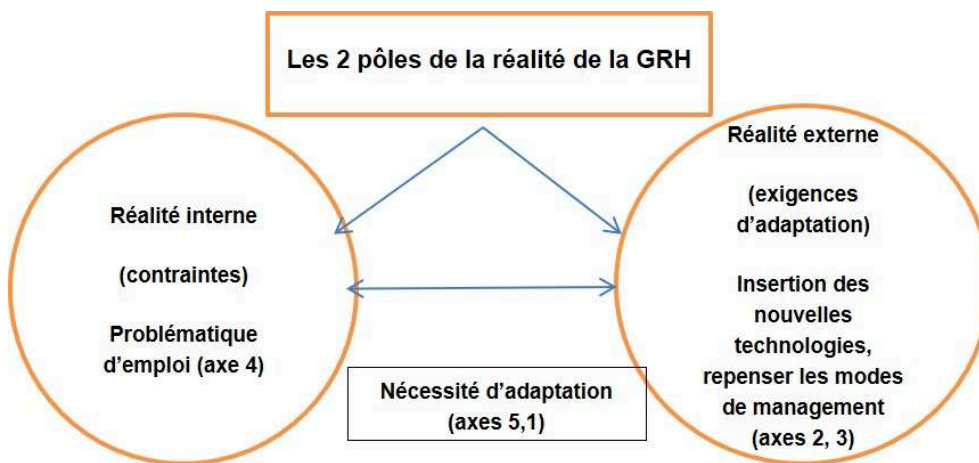 Les 2 pôles de la réalité de la GRH
Réalité interne
(contraintes)
Problématique
d'emploi (axe 4)
Nécessité d'adaptation
(axes 5,1)
Réalité externe
(exigences
d'adaptation)
Insertion des
nouvelles
technologies,
repenser les modes
de management
(axes 2, 3)